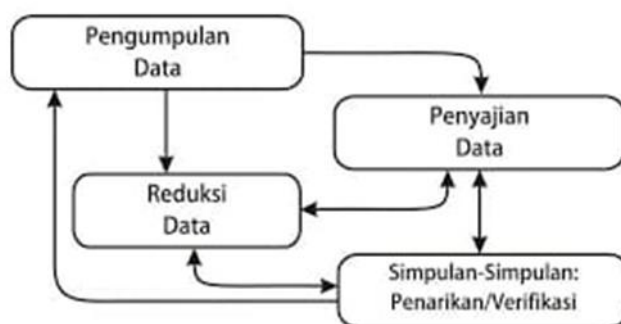 Pengumpulan
Data
Penyajian
Data
Reduksi
Data
Simpulan-Simpulan:
Penarikan/Verifikasi